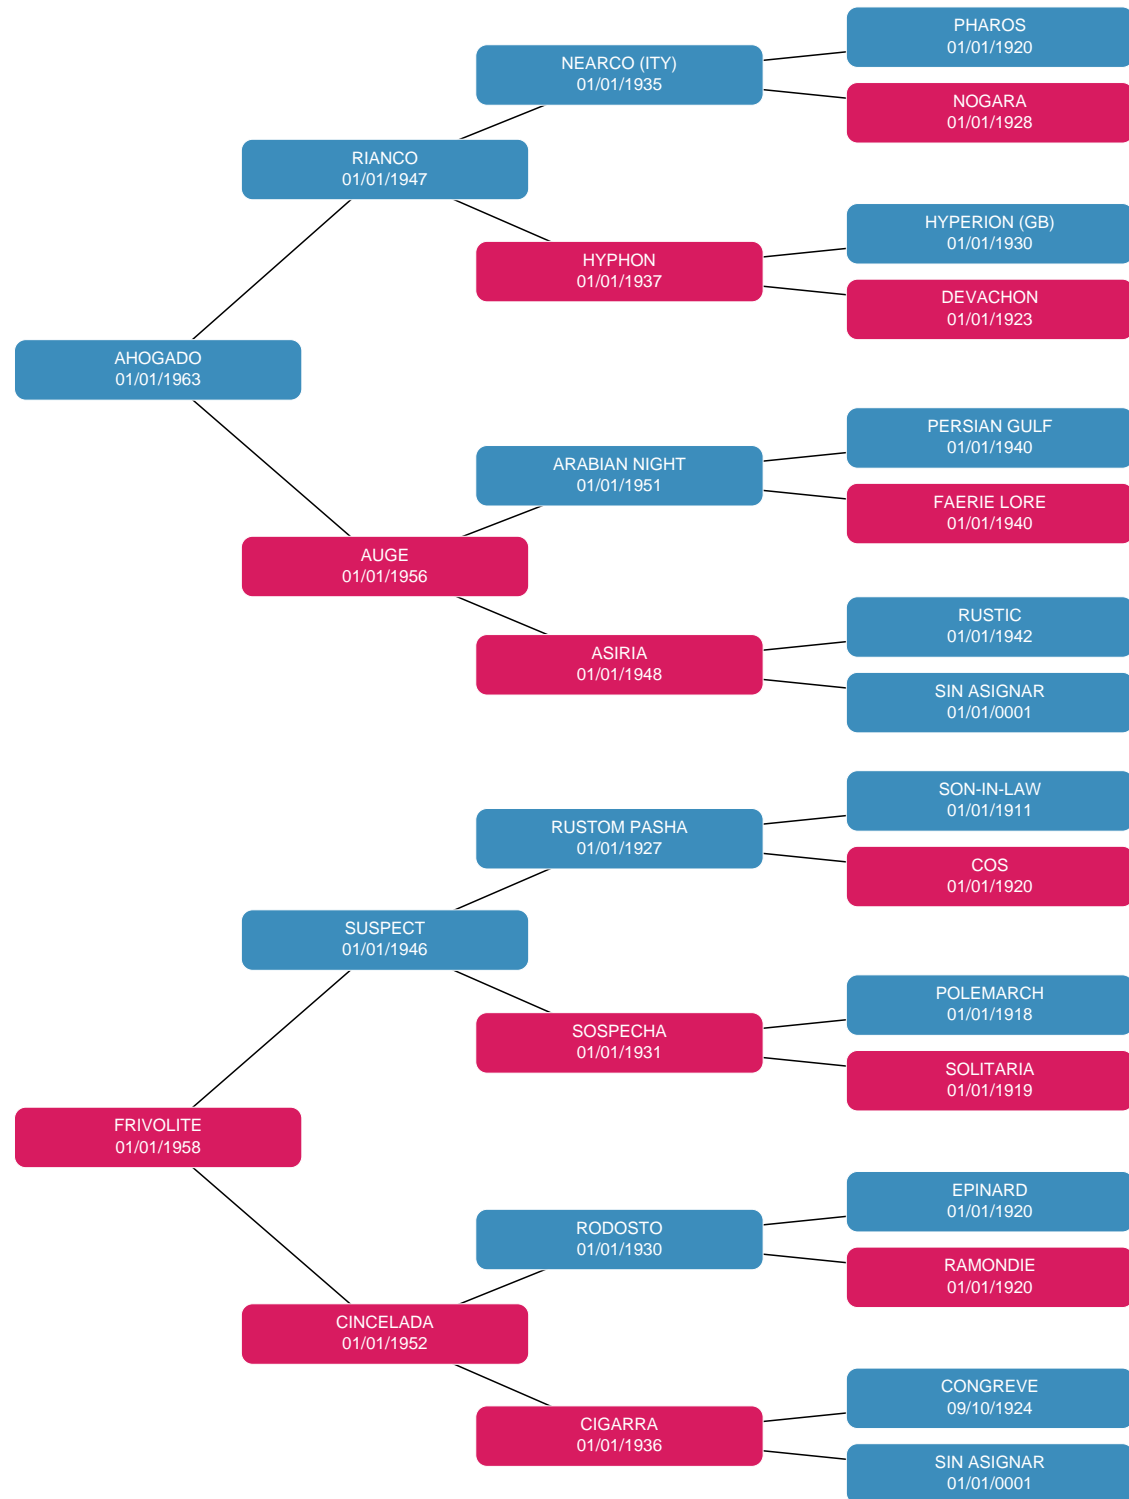 PHAROS
01/01/1920
NEARCO (ITY)
01/01/1935
NOGARA
01/01/1928
RIANCO
01/01/1947
HYPERION (GB)
01/01/1930
HYPHON
01/01/1937
DEVACHON
01/01/1923
AHOGADO
01/01/1963
PERSIAN GULF
01/01/1940
ARABIAN NIGHT
01/01/1951
FAERIE LORE
01/01/1940
AUGE
01/01/1956
RUSTIC
01/01/1942
ASIRIA
01/01/1948
SIN ASIGNAR
01/01/0001
SON-IN-LAW
01/01/1911
RUSTOM PASHA
01/01/1927
COS
01/01/1920
SUSPECT
01/01/1946
POLEMARCH
01/01/1918
SOSPECHA
01/01/1931
SOLITARIA
01/01/1919
FRIVOLITE
01/01/1958
EPINARD
01/01/1920
RODOSTO
01/01/1930
RAMONDIE
01/01/1920
CINCELADA
01/01/1952
CONGREVE
09/10/1924
CIGARRA
01/01/1936
SIN ASIGNAR
01/01/0001